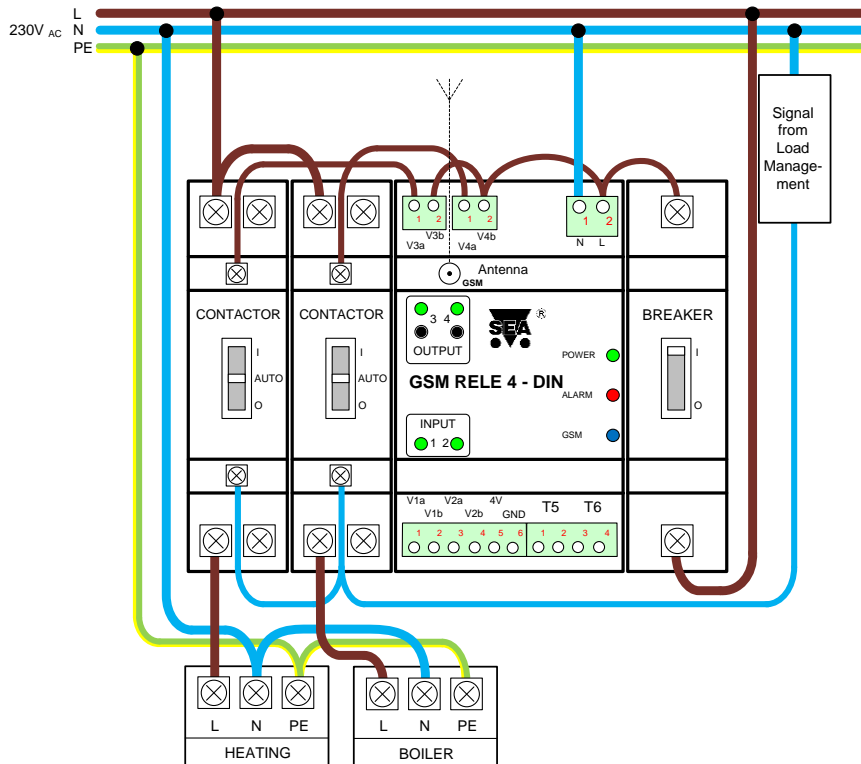 L
230V AC N
PE
Signal
from
Load
Manage-
ment
1 2 1 2 1 2
V3b V4b
V3a V4a N L
Antenna
GSM
CONTACTOR CONTACTOR BREAKER
3 4
SEA ®
OUTPUT
I I I
POWER
AUTO AUTO
GSM RELE 4 - DIN
ALARM
O O O
INPUT
1 2
GSM
V1a V2a 4V T5 T6
V1b V2b GND
1 2 3 4 5 6 1 2 3 4
L N PE L N PE
HEATING BOILER